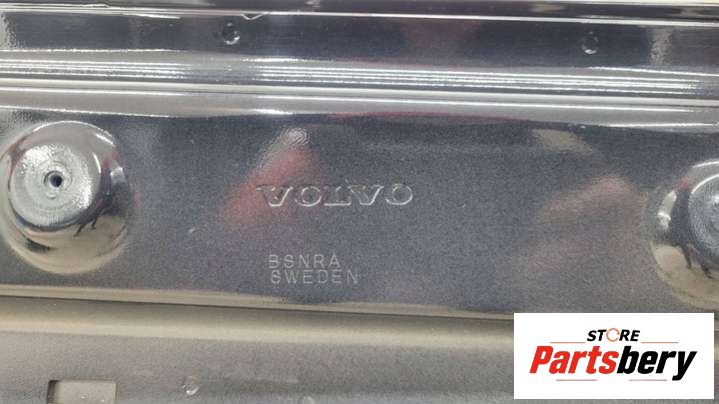 VOLVO
BSNRA
SWEDEN
STORE
Partsbery